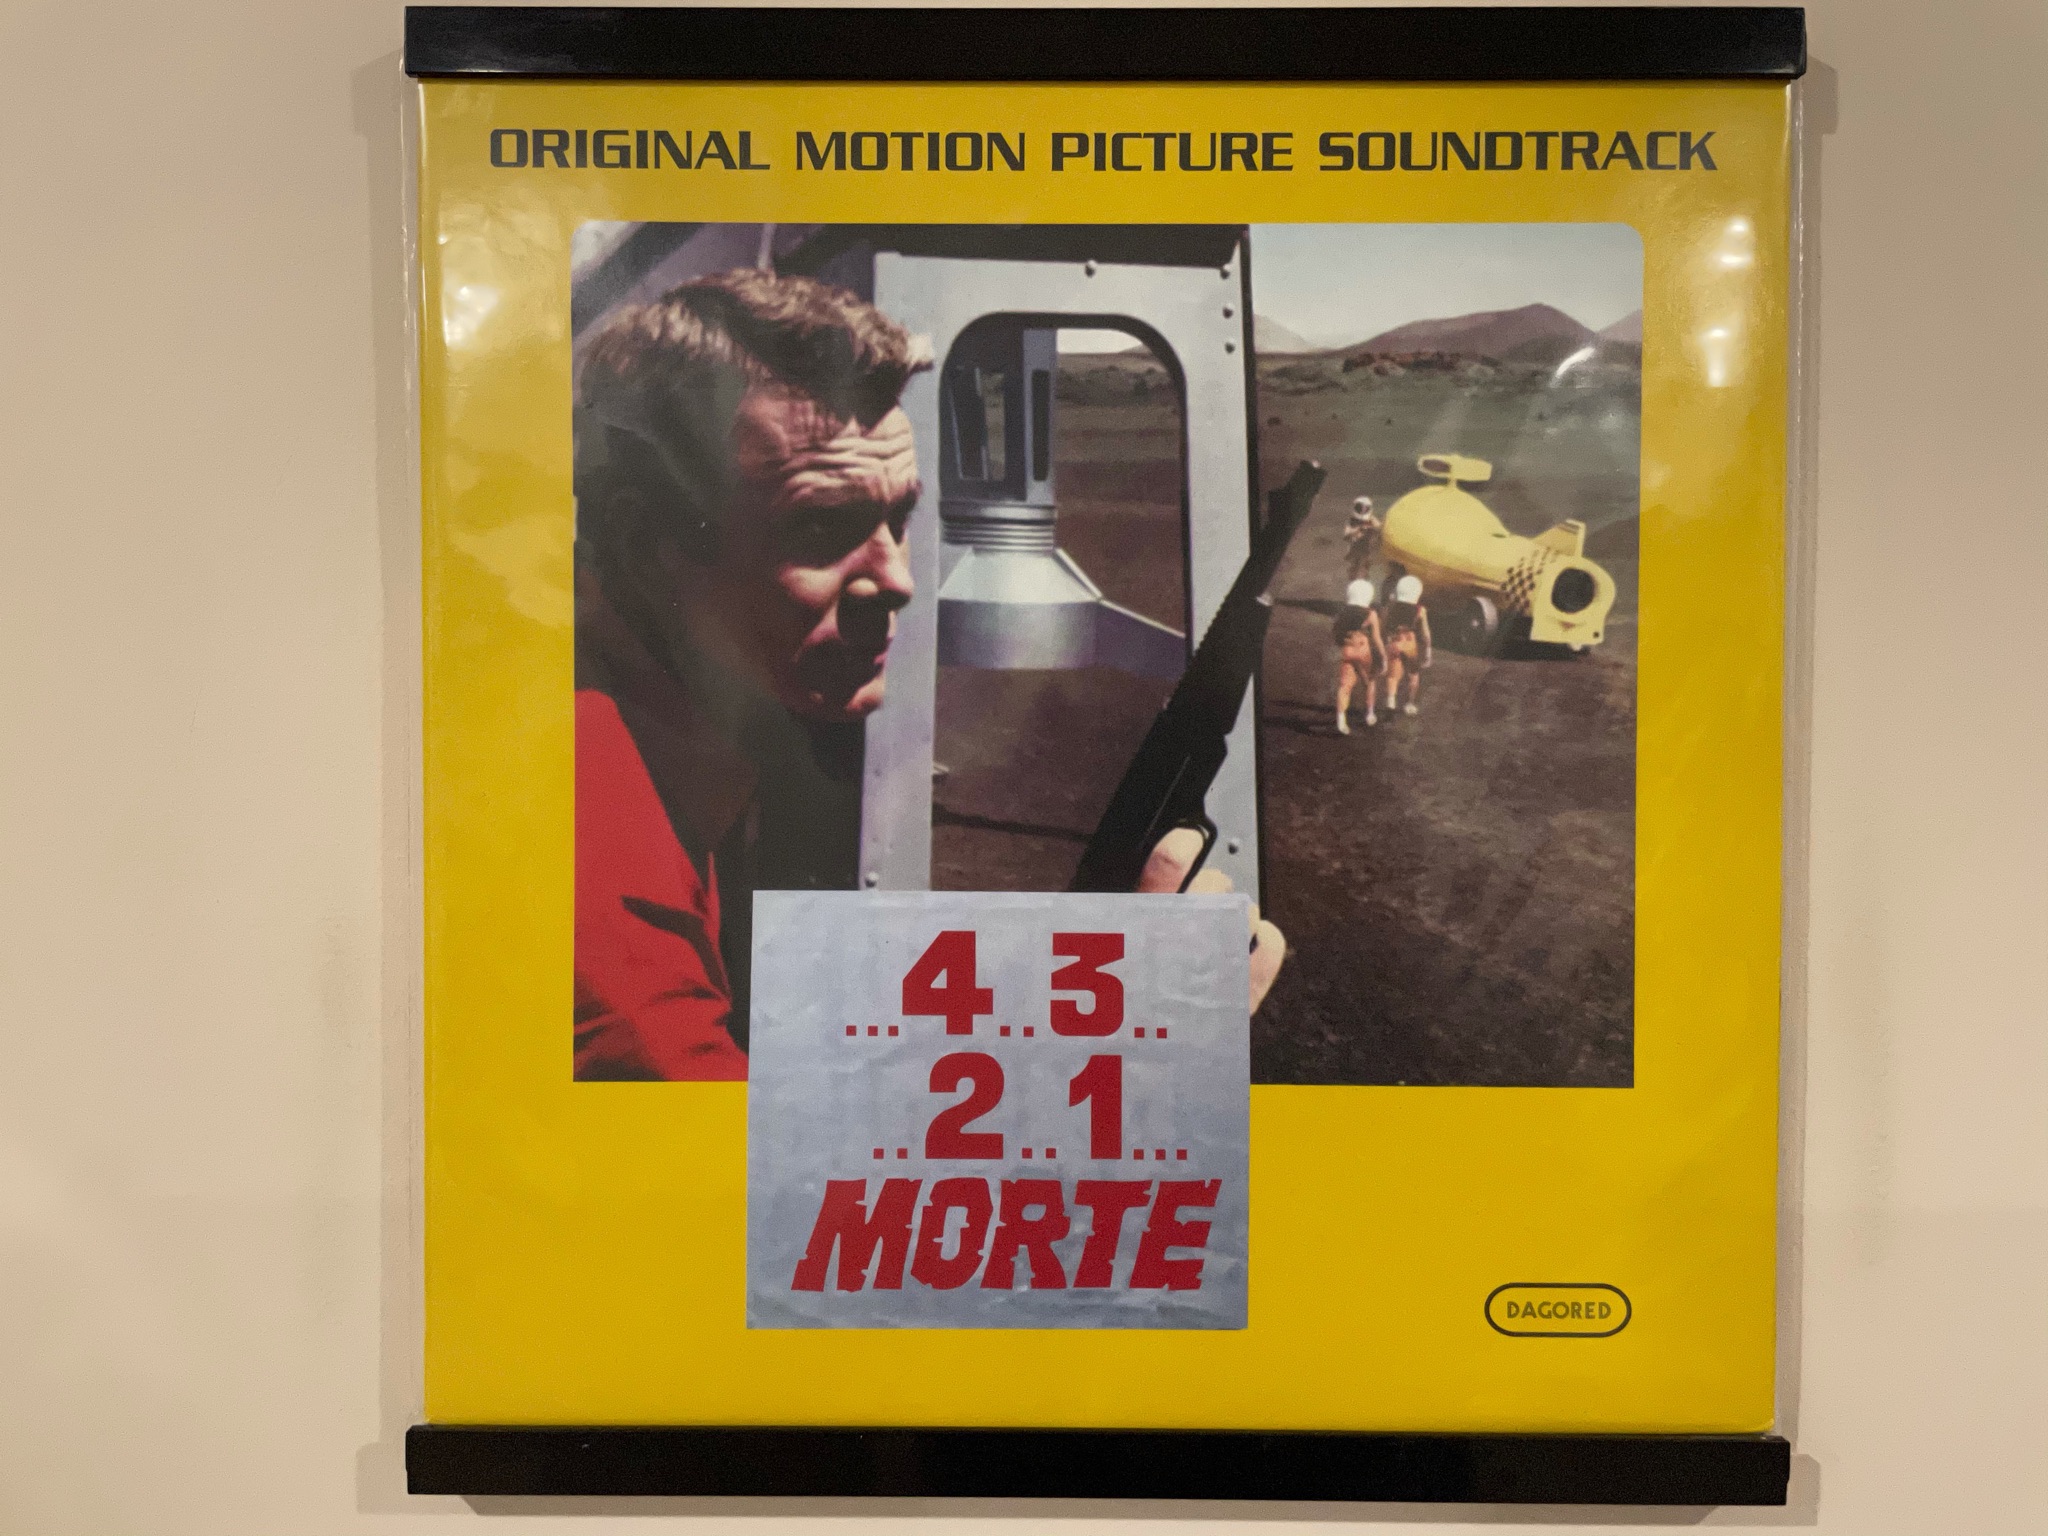 ORIGINAL MOTION PICTURE SOUNDTRACK
...4..3..
..2..1...
MORTE
DAGORED